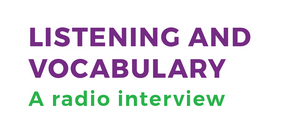 LISTENING AND
VOCABULARY
A radio interview